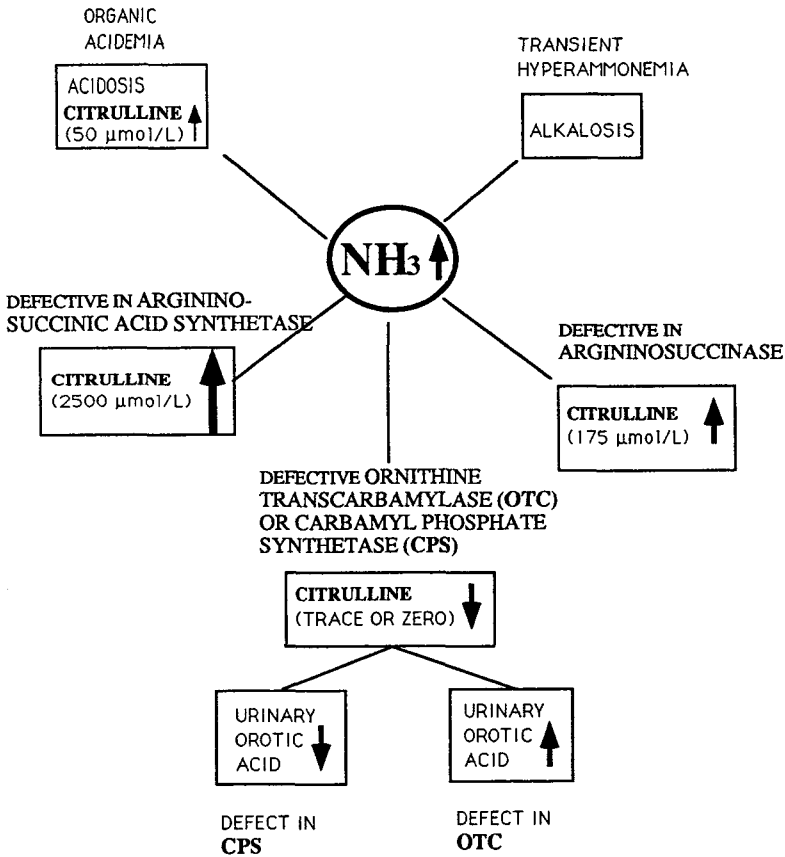 ORGANIC
ACIDEMIA
ACIDOSIS
CITRULLINE
(50 µmol/L)
TRANSIENT
HYPERAMMONEMIA
ALKALOSIS
NH3
DEFECTIVE IN ARGININO-
SUCCINIC ACID SYNTHETASE
CITRULLINE
(2500 µmol/L)
DEFECTIVE IN
ARGININOSUCCINASE
CITRULLINE
(175 µmol/L)
DEFECTIVE ORNITHINE
TRANSCARBAMYLASE (OTC)
OR CARBAMYL PHOSPHATE
SYNTHETASE (CPS)
CITRULLINE
(TRACE OR ZERO)
URINARY
OROTIC
ACID
DEFECT IN
CPS
URINARY
OROTIC
ACID
DEFECT IN
OTC